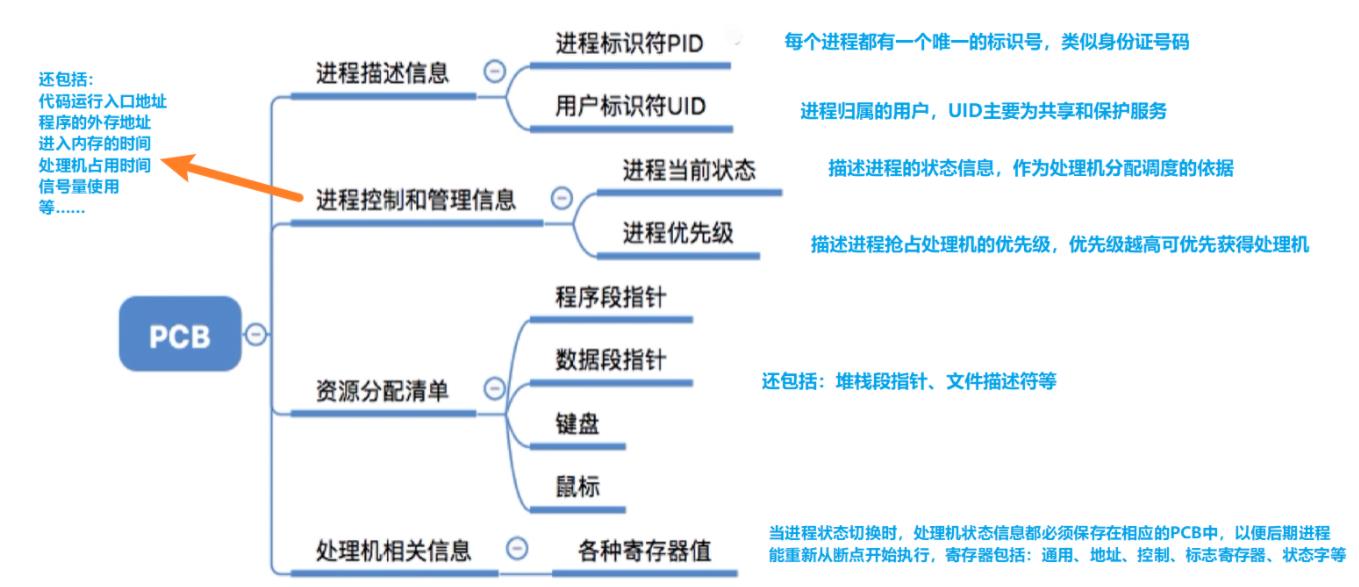 进程标识符PID
每个进程都有一个唯一的标识号，类似身份证号码
进程描述信息
还包括：
代码运行入口地址
程序的外存地址
进入内存的时间
处理机占用时间
信号量使用
等……
用户标识符UID
进程归属的用户，UID主要为共享和保护服务
进程当前状态
描述进程的状态信息，作为处理机分配调度的依据
进程控制和管理信息
进程优先级
描述进程抢占处理机的优先级，优先级越高可优先获得处理机
PCB
程序段指针
数据段指针
还包括：堆栈段指针、文件描述符等
资源分配清单
键盘
鼠标
处理机相关信息
各种寄存器值
当进程状态切换时，处理机状态信息都必须保存在相应的PCB中，以便后期进程
能重新从断点开始执行，寄存器包括：通用、地址、控制、标志寄存器、状态字等